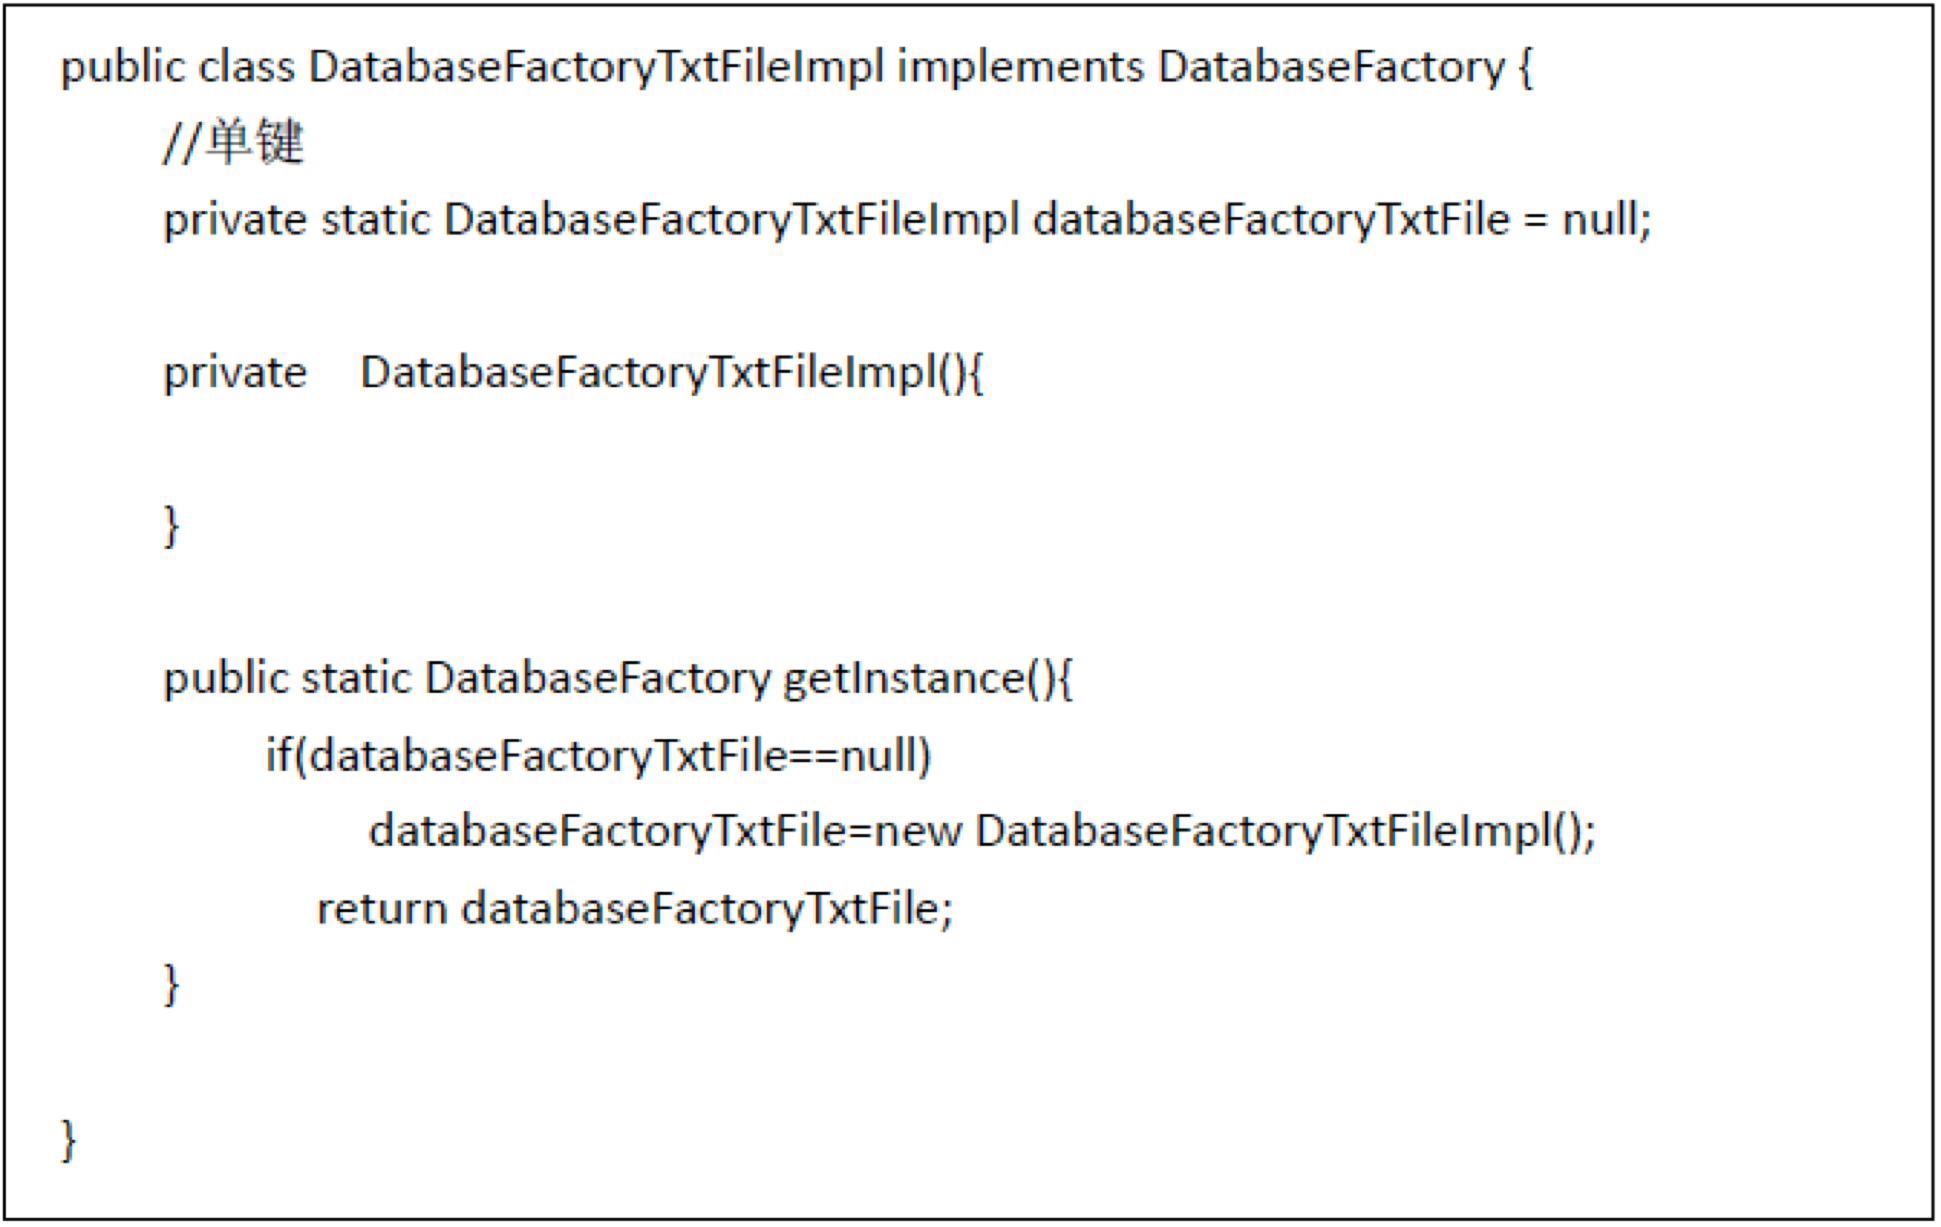 public class DatabaseFactoryTxtFileImpl implements DatabaseFactory {
//单键
private static DatabaseFactoryTxtFileImpl databaseFactoryTxtFile = null;
private DatabaseFactoryTxtFileImpl(){
}
public static DatabaseFactory getInstance(){
if(databaseFactoryTxtFile==null)
databaseFactoryTxtFile=new DatabaseFactoryTxtFileImpl();
return databaseFactoryTxtFile;
}
}